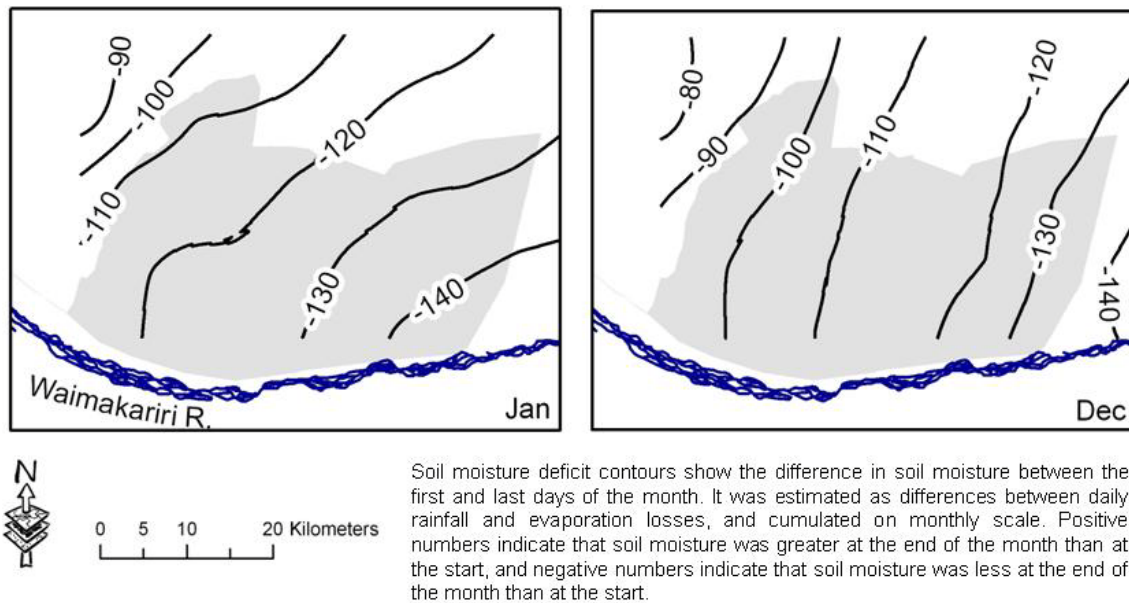 -90
-100
-110
-120
-130
-140
Waimakariri R.
Jan
-80
-90
-100
-110
-120
-130
-140
Dec
N
0 5 10 20 Kilometers
Soil moisture deficit contours show the difference in soil moisture between the
first and last days of the month. It was estimated as differences between daily
rainfall and evaporation losses, and cumulated on monthly scale. Positive
numbers indicate that soil moisture was greater at the end of the month than at
the start, and negative numbers indicate that soil moisture was less at the end of
the month than at the start.